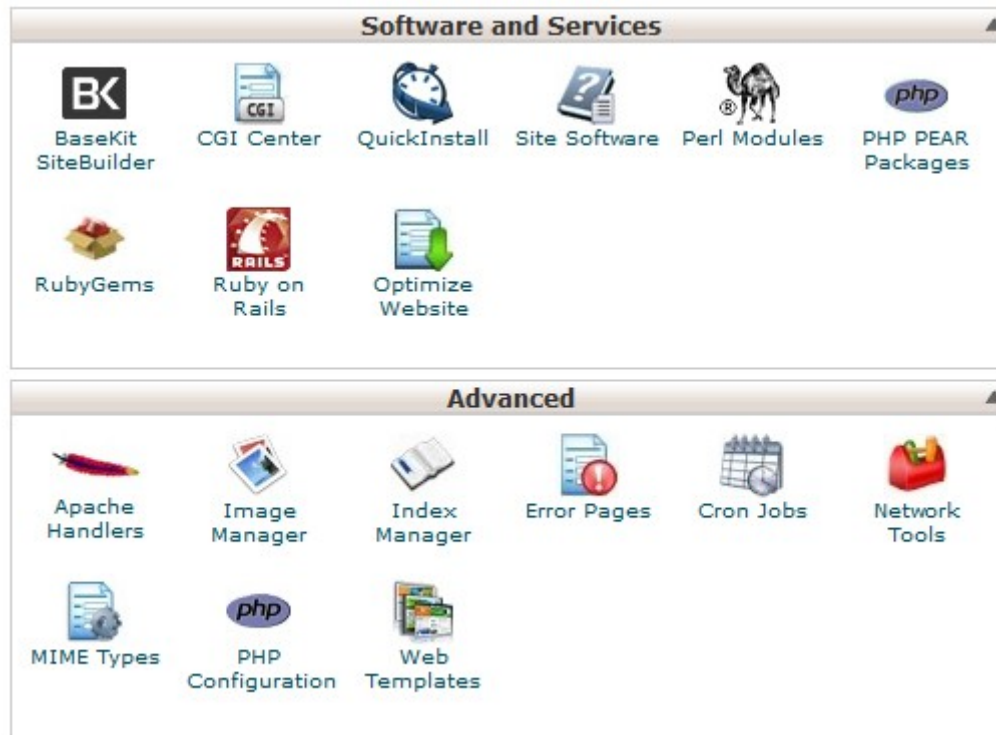 Software and Services
BK
CGI
®
php
BaseKit
SiteBuilder
CGI Center
QuickInstall
Site Software
Perl Modules
PHP PEAR
Packages
RAILS
RubyGems
Ruby on
Rails
Optimize
Website
Advanced
Apache
Handlers
Image
Manager
Index
Manager
Error Pages
Cron Jobs
Network
Tools
php
MIME Types
PHP
Configuration
Web
Templates